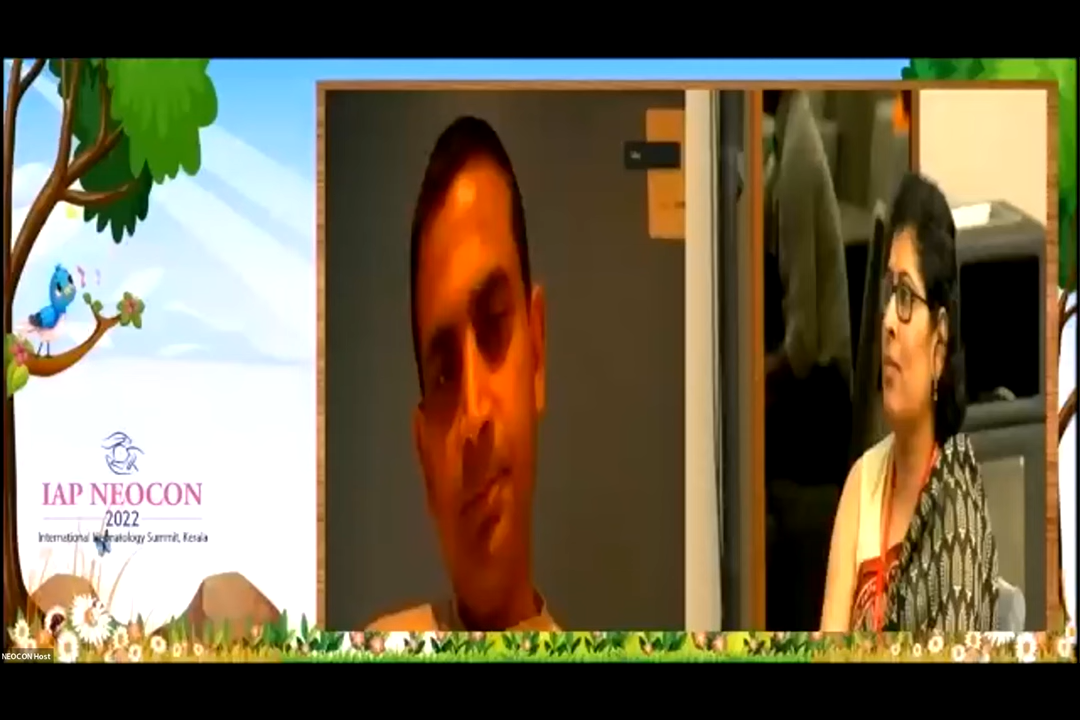 IAP NEOCON
2022
International Neonatology Summit, Kerala
NEOCON Host